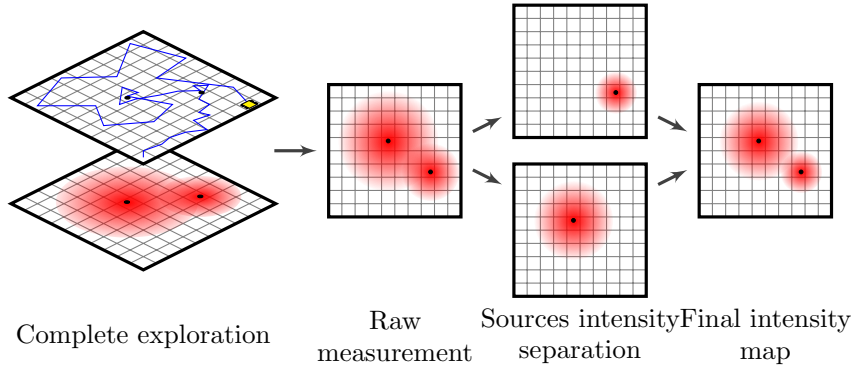 Complete exploration
Raw
measurement
Sources intensity
separation
Final intensity
map